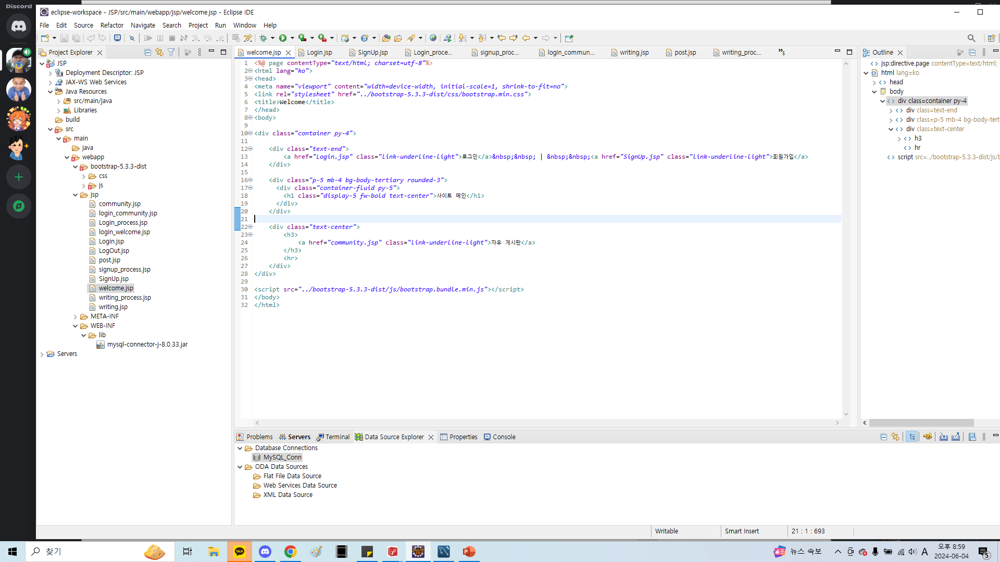 Discord
eclipse-workspace - JSP/src/main/webapp/jsp/welcome.jsp - Eclipse IDE
File Edit Source Refactor Navigate Search Project Run Window Help
Project Explorer
JSP
Deployment Descriptor: JSP
JAX-WS Web Services
Java Resources
src/main/java
Libraries
build
src
main
java
webapp
bootstrap-5.3.3-dist
css
js
jsp
community.jsp
login_community.jsp
Login_process.jsp
login_welcome.jsp
Login.jsp
LogOut.jsp
post.jsp
signup_process.jsp
SignUp.jsp
welcome.jsp
writing_process.jsp
writing.jsp
META-INF
WEB-INF
lib
mysql-connector-j-8.0.33.jar
Servers
welcome.jsp Login.jsp SignUp.jsp Login_proce... signup_proc... login_commun... writing.jsp post.jsp writing_proc... 5
1 <%@ page contentType="text/html; charset=utf-8"%>
2 <html lang="ko">
3 <head>
4 <meta name="viewport" content="width=device-width, initial-scale=1, shrink-to-fit=no">
5 <link rel="stylesheet" href="../bootstrap-5.3.3-dist/css/bootstrap.min.css">
6 <title>Welcome</title>
7 </head>
8 <body>
9
10 <div class="container py-4">
11
12 <div class="text-end">
13 <a href="Login.jsp" class="link-underline-light">로그인</a>&nbsp;&nbsp; | &nbsp;&nbsp;<a href="SignUp.jsp" class="link-underline-light">회원가입</a>
14 </div>
15
16 <div class="p-5 mb-4 bg-body-tertiary rounded-3">
17 <div class="container-fluid py-5">
18 <h1 class="display-5 fw-bold text-center">사이트 메인</h1>
19 </div>
20 </div>
21
22 <div class="text-center">
23 <h3>
24 <a href="community.jsp" class="link-underline-light">자유 게시판</a>
25 </h3>
26 <hr>
27 </div>
28 </div>
29
30 <script src="../bootstrap-5.3.3-dist/js/bootstrap.bundle.min.js"></script>
31 </body>
32 </html>
Outline
jsp:directive.page contentType=text/html;
html lang=ko
head
body
div class=container py-4
div class=text-end
div class=p-5 mb-4 bg-body-tert
div class=text-center
h3
hr
script src=../bootstrap-5.3.3-dist/js/b
Problems Servers Terminal Data Source Explorer Properties Console
Database Connections
MySQL_Conn
ODA Data Sources
Flat File Data Source
Web Services Data Source
XML Data Source
Writable Smart Insert 21 : 1 : 693
찾기
TALK
뉴스 속보
A
오후 8:59
2024-06-04
5